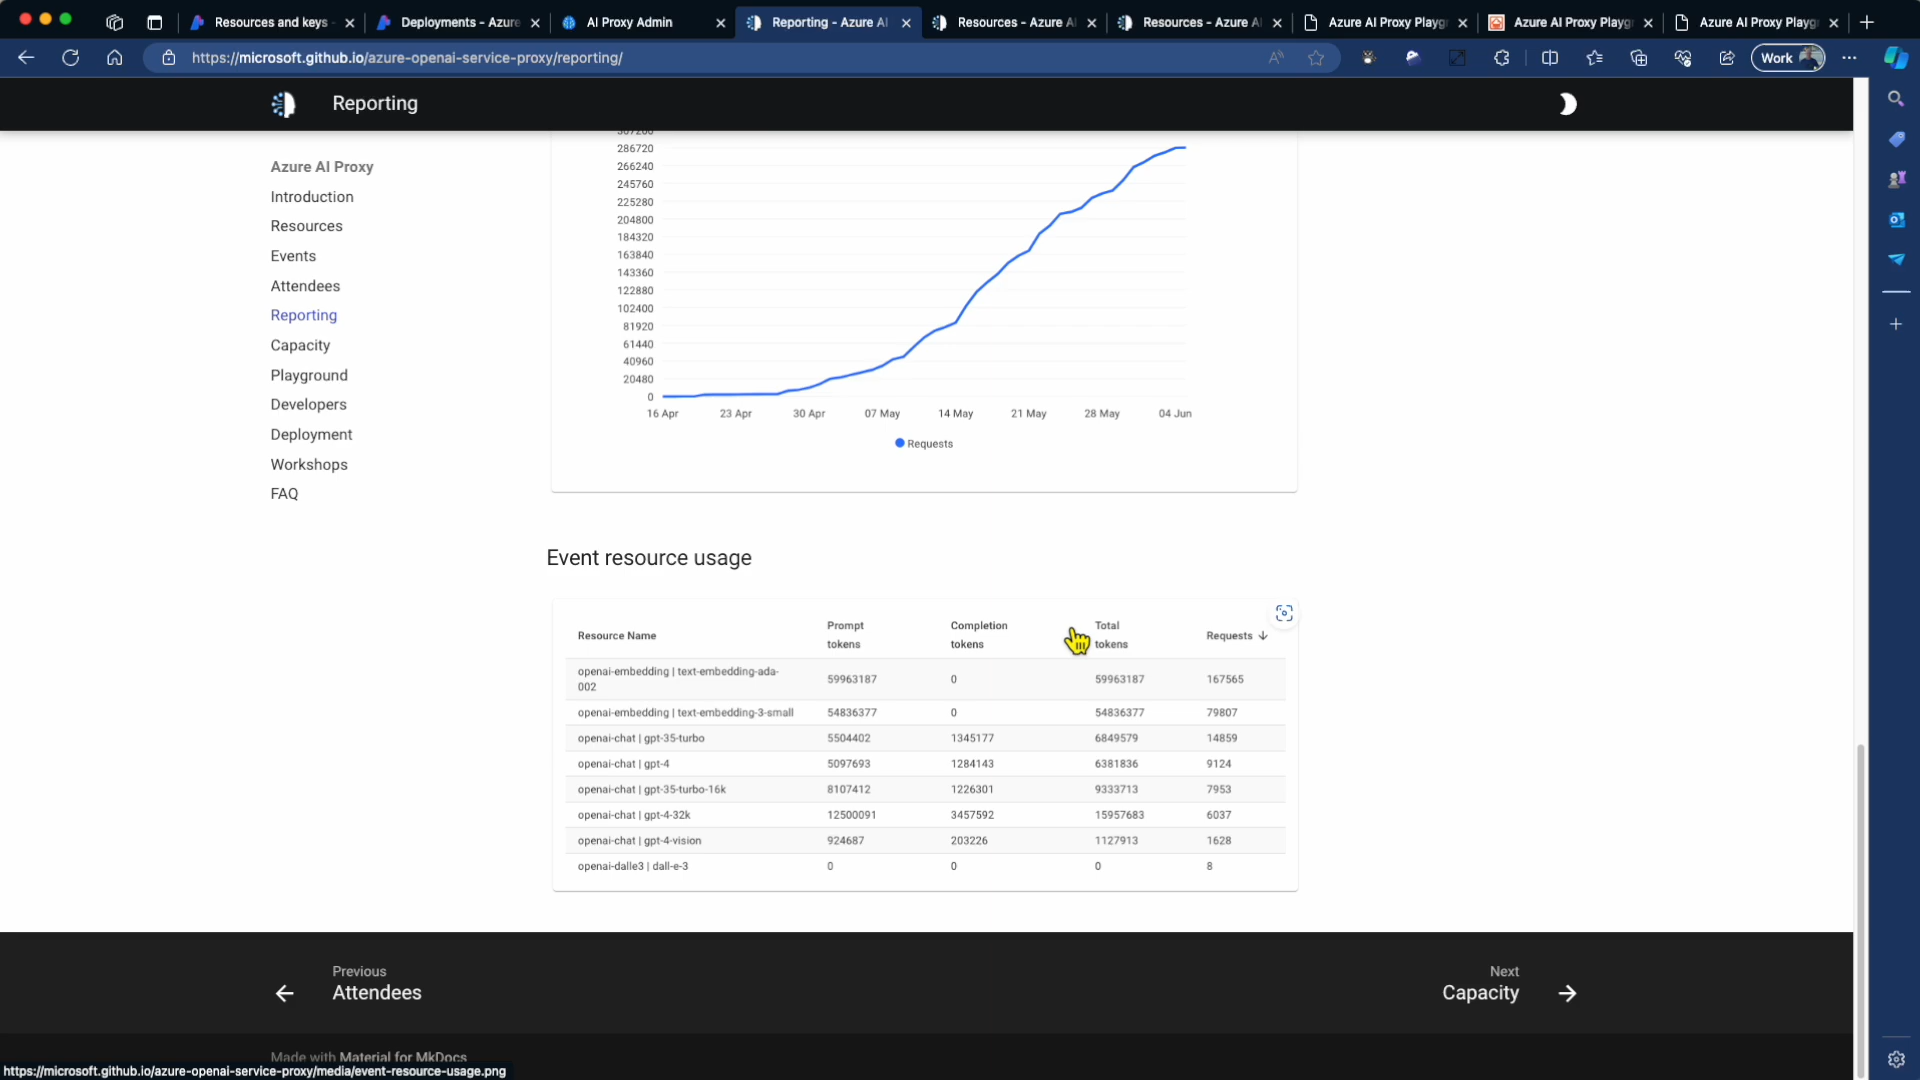 Resources and keys -
Deployments - Azure
AI Proxy Admin
Reporting - Azure AI
Resources - Azure AI
Resources - Azure AI
Azure AI Proxy Playg
Azure AI Proxy Playg
Azure AI Proxy Playg
https://microsoft.github.io/azure-openai-service-proxy/reporting/
Work
Reporting
Azure AI Proxy
Introduction
Resources
Events
Attendees
Reporting
Capacity
Playground
Developers
Deployment
Workshops
FAQ
307200
286720
266240
245760
225280
204800
184320
163840
143360
122880
102400
81920
61440
40960
20480
0
16 Apr 23 Apr 30 Apr 07 May 14 May 21 May 28 May 04 Jun
Requests
Event resource usage
Resource Name Prompt tokens Completion tokens Total tokens Requests
openai-embedding | text-embedding-ada-
002 59963187 0 59963187 167565
openai-embedding | text-embedding-3-small 54836377 0 54836377 79807
openai-chat | gpt-35-turbo 5504402 1345177 6849579 14859
openai-chat | gpt-4 5097693 1284143 6381836 9124
openai-chat | gpt-35-turbo-16k 8107412 1226301 9333713 7953
openai-chat | gpt-4-32k 12500091 3457592 15957683 6037
openai-chat | gpt-4-vision 924687 203226 1127913 1628
openai-dalle3 | dall-e-3 0 0 0 8
Previous
Attendees
Next
Capacity
Made with Material for MkDocs
https://microsoft.github.io/azure-openai-service-proxy/media/event-resource-usage.png